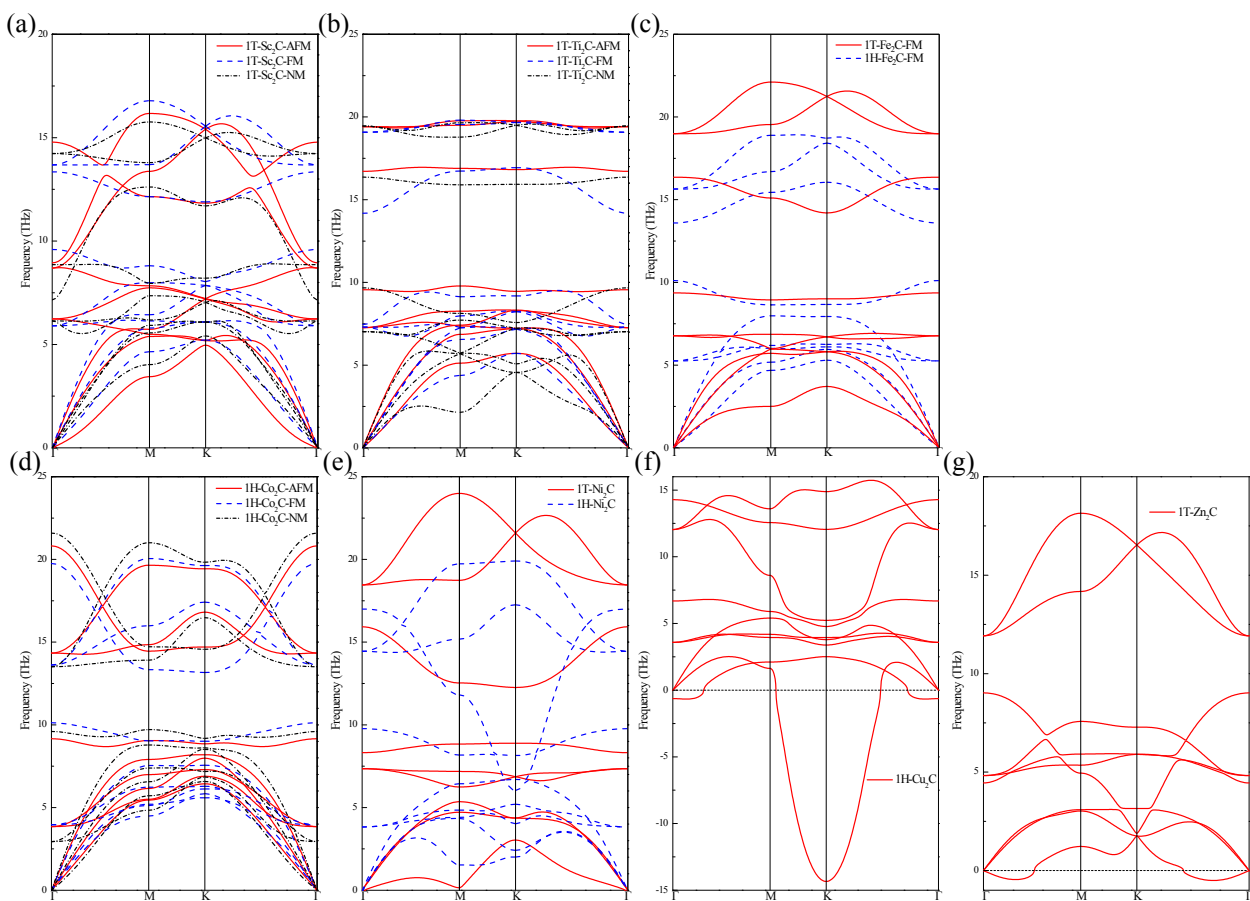 (a)
20
15
10
5
0
Frequency (THz)
1T-Sc₂C-AFM
1T-Sc₂C-FM
1T-Sc₂C-NM
Γ M K Γ
(b)
25
20
15
10
5
0
Frequency (THz)
1T-Ti₂C-AFM
1T-Ti₂C-FM
1T-Ti₂C-NM
Γ M K Γ
(c)
25
20
15
10
5
0
Frequency (THz)
1T-Fe₂C-FM
1H-Fe₂C-FM
Γ M K Γ
(d)
25
20
15
10
5
0
Frequency (THz)
1H-Co₂C-AFM
1H-Co₂C-FM
1H-Co₂C-NM
M K
(e)
25
20
15
10
5
0
Frequency (THz)
1T-Ni₂C
1H-Ni₂C
M K
(f)
15
10
5
0
-5
-10
-15
Frequency (THz)
1H-Cu₂C
M K
(g)
20
15
10
5
0
Frequency (THz)
1T-Zn₂C
M K